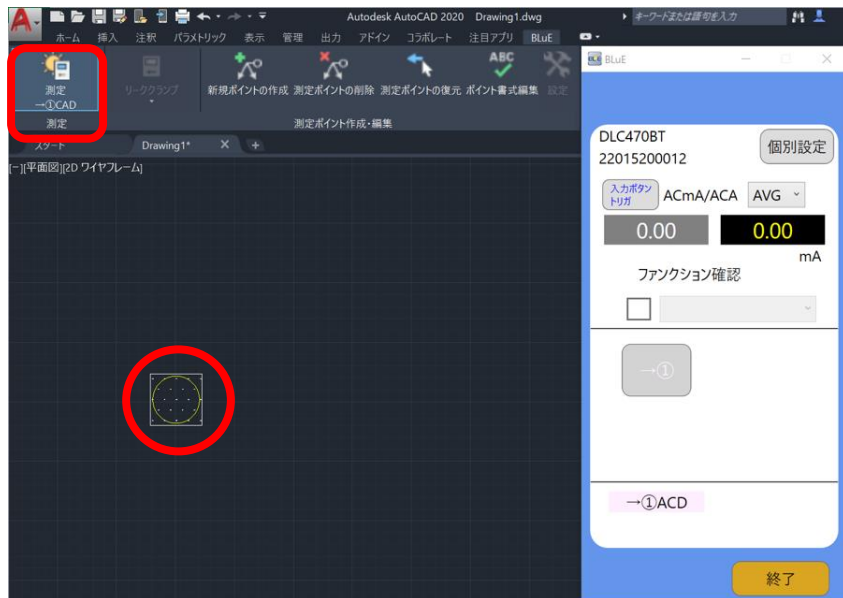 Autodesk AutoCAD 2020 Drawing1.dwg
キーワードまたは語句を入力
ホーム 挿入 注釈 パラメトリック 表示 管理 出力 アドイン コラボレート 注目アプリ BLuE
測定
→①CAD
リーククランプ
新規ポイントの作成 測定ポイントの削除 測定ポイントの復元 ポイント書式編集 設定
ABC
測定
測定ポイント作成・編集
スタート
Drawing1*
[−][平面図][2D ワイヤフレーム]
BLuE
DLC470BT
22015200012
個別設定
入力ボタン
トリガ
ACmA/ACA
AVG
0.00
0.00
mA
ファンクション確認
→①
→①ACD
終了